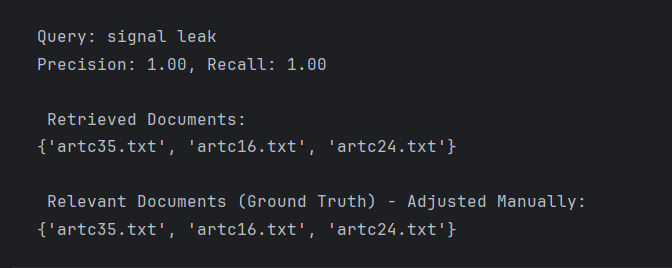 Query: signal leak
Precision: 1.00, Recall: 1.00
Retrieved Documents:
{'artc35.txt', 'artc16.txt', 'artc24.txt'}
Relevant Documents (Ground Truth) - Adjusted Manually:
{'artc35.txt', 'artc16.txt', 'artc24.txt'}